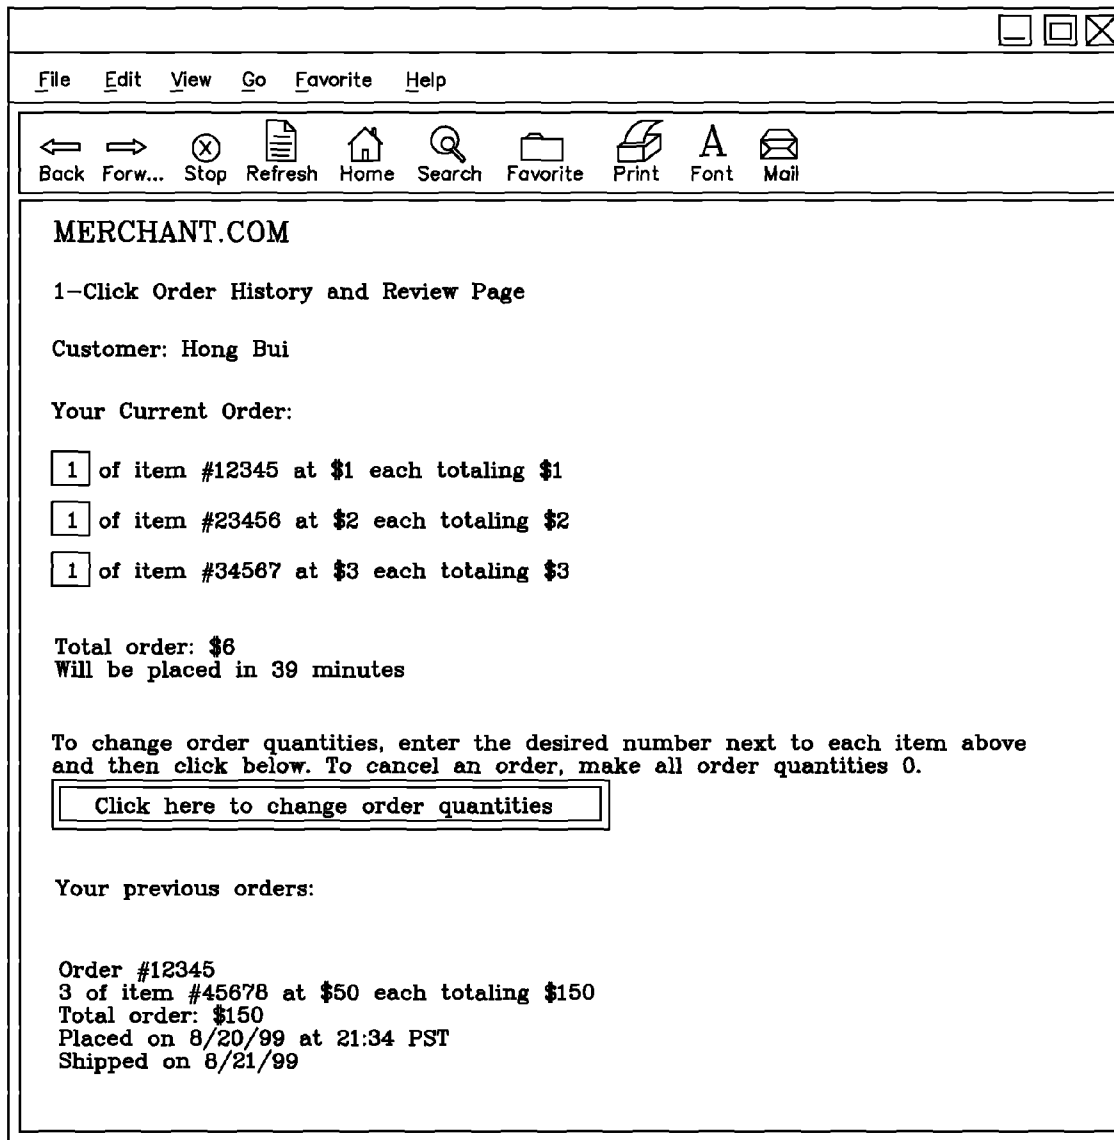 File Edit View Go Favorite Help
Back Forw... Stop Refresh Home Search Favorite Print Font Mail
MERCHANT.COM
1-Click Order History and Review Page
Customer: Hong Bui
Your Current Order:
1 of item #12345 at $1 each totaling $1
1 of item #23456 at $2 each totaling $2
1 of item #34567 at $3 each totaling $3
Total order: $6
Will be placed in 39 minutes
To change order quantities, enter the desired number next to each item above
and then click below. To cancel an order, make all order quantities 0.
Click here to change order quantities
Your previous orders:
Order #12345
3 of item #45678 at $50 each totaling $150
Total order: $150
Placed on 8/20/99 at 21:34 PST
Shipped on 8/21/99